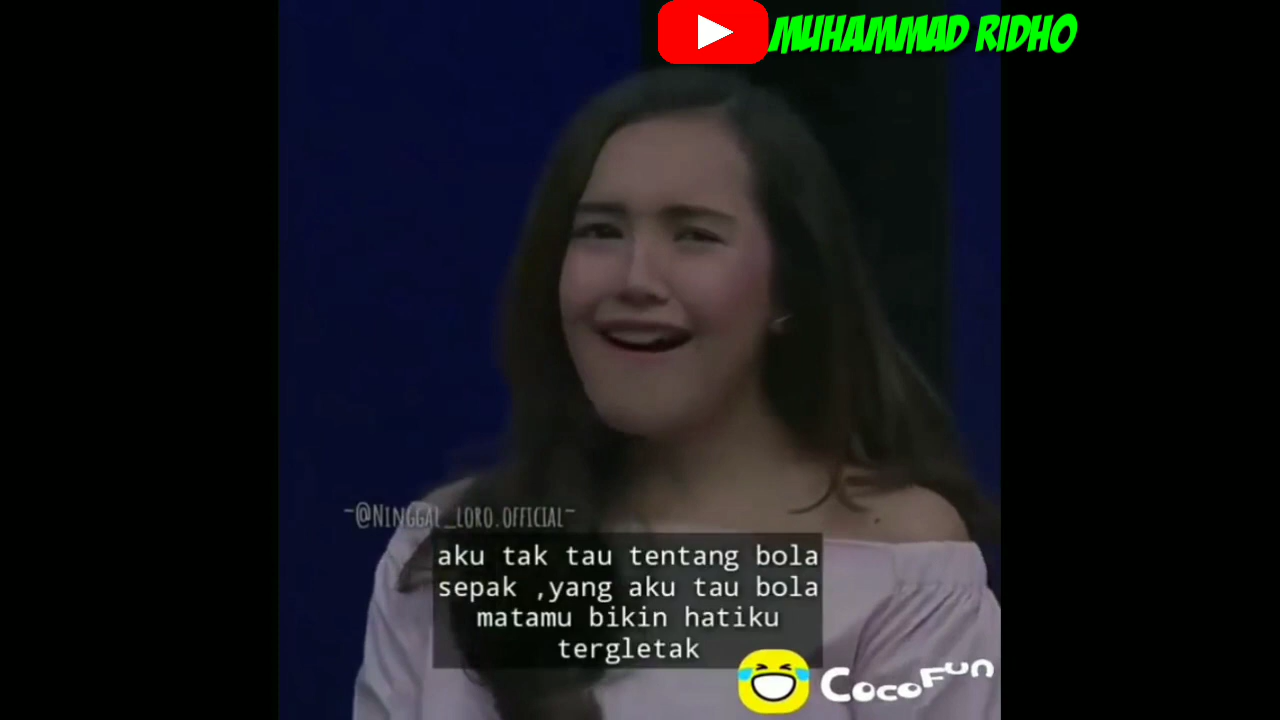 MUHAMMAD RIDHO
~@NINGGAL_LORO.OFFICIAL~
aku tak tau tentang bola
sepak ,yang aku tau bola
matamu bikin hatiku
tergletak
CocoFun